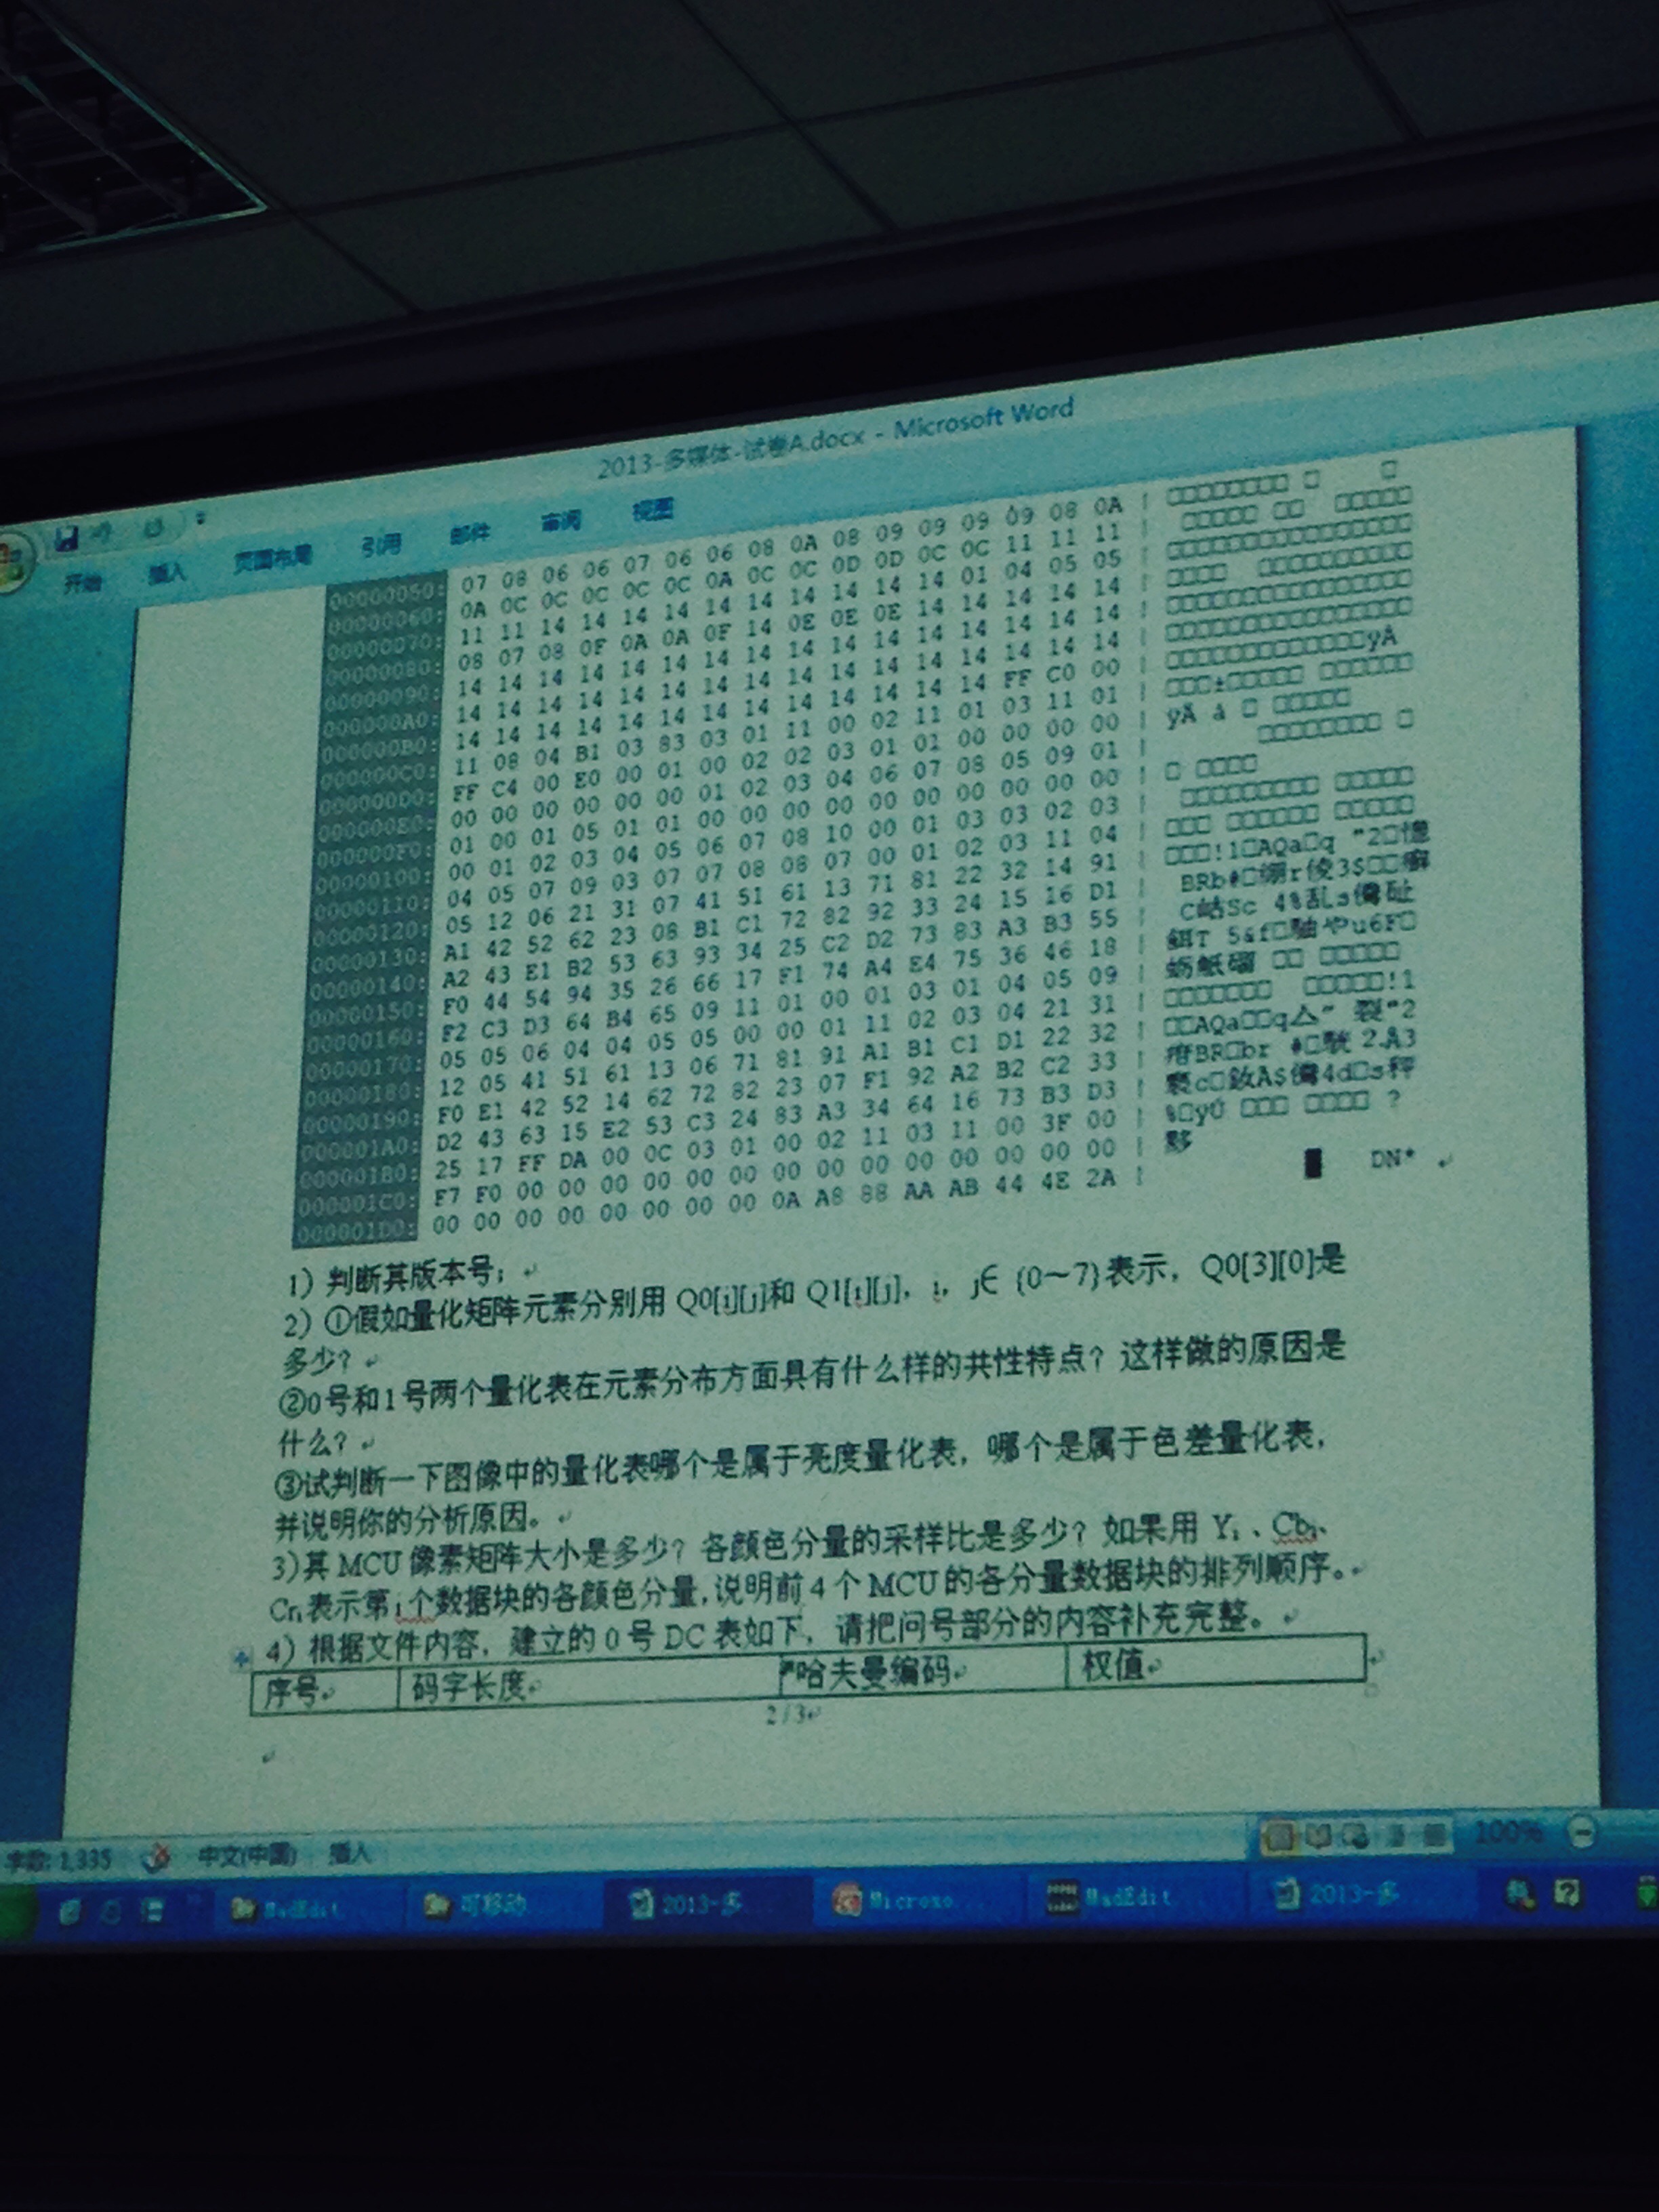 2013-多媒体-试卷A.docx - Microsoft Word
开始 插入 页面布局 引用 邮件 审阅 视图
00000050: 07 08 06 06 07 06 06 08 0A 08 09 09 09 09 08 0A
00000060: 0A 0C 0C 0C 0C 0C 0A 0C 0C 0D 0D 0C 0C 11 11 11
00000070: 11 11 14 14 14 14 14 14 14 14 14 14 01 04 05 05
00000080: 08 07 08 0F 0A 0A 0F 14 0E 0E 0E 14 14 14 14 14
00000090: 14 14 14 14 14 14 14 14 14 14 14 14 14 14 14 14
000000A0: 14 14 14 14 14 14 14 14 14 14 14 14 14 14 14 14
000000B0: 14 14 14 14 14 14 14 14 14 14 14 14 14 FF C0 00
000000C0: 11 08 04 B1 03 83 03 01 11 00 02 11 01 03 11 01
000000D0: FF C4 00 E0 00 01 00 02 02 03 01 01 00 00 00 00
000000E0: 00 00 00 00 00 00 01 02 03 04 06 07 08 05 09 01
000000F0: 01 00 01 05 01 01 00 00 00 00 00 00 00 00 00 00
00000100: 00 01 02 03 04 05 06 07 08 10 00 01 03 03 02 03
00000110: 04 05 07 09 03 07 07 08 08 07 00 01 02 03 11 04
00000120: 05 12 06 21 31 07 41 51 61 13 71 81 22 32 14 91
00000130: A1 42 52 62 23 08 B1 C1 72 82 92 33 24 15 16 D1
00000140: A2 43 E1 B2 53 63 93 34 25 C2 D2 73 83 A3 B3 55
00000150: F0 44 54 94 35 26 66 17 F1 74 A4 E4 75 36 46 18
00000160: F2 C3 D3 64 B4 65 09 11 01 00 01 03 01 04 05 09
00000170: 05 05 06 04 04 05 05 00 00 01 11 02 03 04 21 31
00000180: 12 05 41 51 61 13 06 71 81 91 A1 B1 C1 D1 22 32
00000190: F0 E1 42 52 14 62 72 82 23 07 F1 92 A2 B2 C2 33
000001A0: D2 43 63 15 E2 53 C3 24 83 A3 34 64 16 73 B3 D3
000001B0: 25 17 FF DA 00 0C 03 01 00 02 11 03 11 00 3F 00
000001C0: F7 F0 00 00 00 00 00 00 00 00 00 00 00 00 00 00
000001D0: 00 00 00 00 00 00 00 00 0A A8 88 AA AB 44 4E 2A DN*
1）判断其版本号；
2）①假如量化矩阵元素分别用 Q0[i][j]和 Q1[i][j]，i，j∈ {0～7}表示，Q0[3][0]是
多少？
②0号和1号两个量化表在元素分布方面具有什么样的共性特点？这样做的原因是
什么？
③试判断一下图像中的量化表哪个是属于亮度量化表，哪个是属于色差量化表，
并说明你的分析原因。
3)其 MCU 像素矩阵大小是多少？各颜色分量的采样比是多少？如果用 Yi 、Cbi、
Cri 表示第 i 个数据块的各颜色分量,说明前 4 个 MCU 的各分量数据块的排列顺序。
4）根据文件内容，建立的 0 号 DC 表如下，请把问号部分的内容补充完整。
序号 码字长度 哈夫曼编码 权值
2 / 3
字数: 1,335 中文(中国) 插入 100%
MadEdit 可移动 2013-多 Microso MadEdit 2013-多